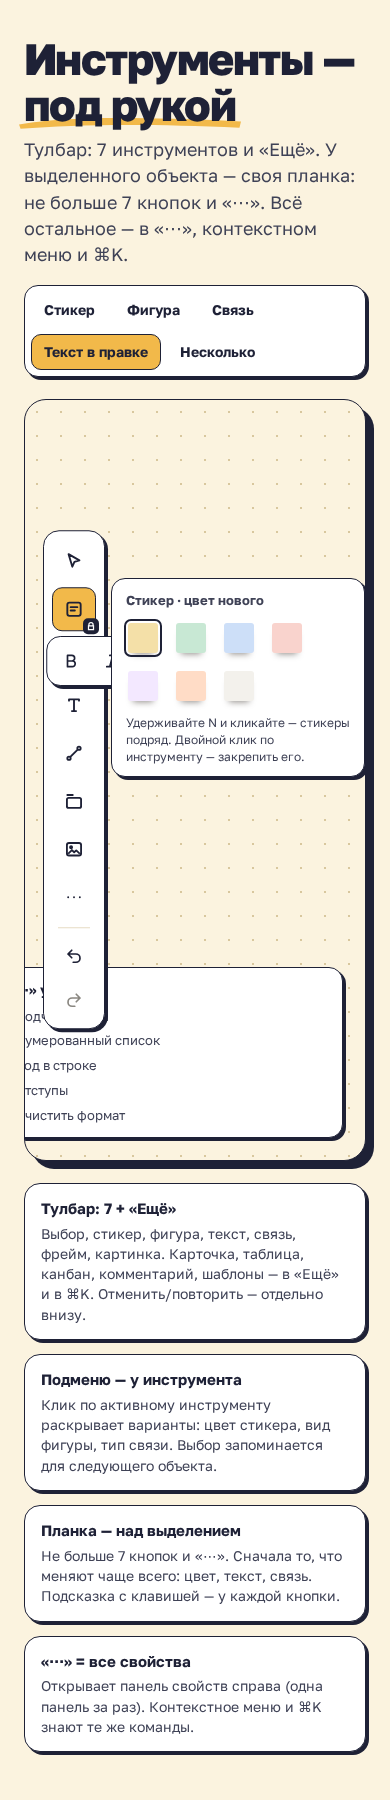 Инструменты —
под рукой
Тулбар: 7 инструментов и «Ещё». У
выделенного объекта — своя планка:
не больше 7 кнопок и «···». Всё
остальное — в «···», контекстном
меню и ⌘K.
Стикер Фигура Связь
Текст в правке Несколько
Стикер · цвет нового
B
T
Удерживайте N и кликайте — стикеры
подряд. Двойной клик по
инструменту — закрепить его.
···
умерованный список
од в строке
тступы
чистить формат
Тулбар: 7 + «Ещё»
Выбор, стикер, фигура, текст, связь,
фрейм, картинка. Карточка, таблица,
канбан, комментарий, шаблоны — в «Ещё»
и в ⌘K. Отменить/повторить — отдельно
внизу.
Подменю — у инструмента
Клик по активному инструменту
раскрывает варианты: цвет стикера, вид
фигуры, тип связи. Выбор запоминается
для следующего объекта.
Планка — над выделением
Не больше 7 кнопок и «···». Сначала то, что
меняют чаще всего: цвет, текст, связь.
Подсказка с клавишей — у каждой кнопки.
«···» = все свойства
Открывает панель свойств справа (одна
панель за раз). Контекстное меню и ⌘K
знают те же команды.